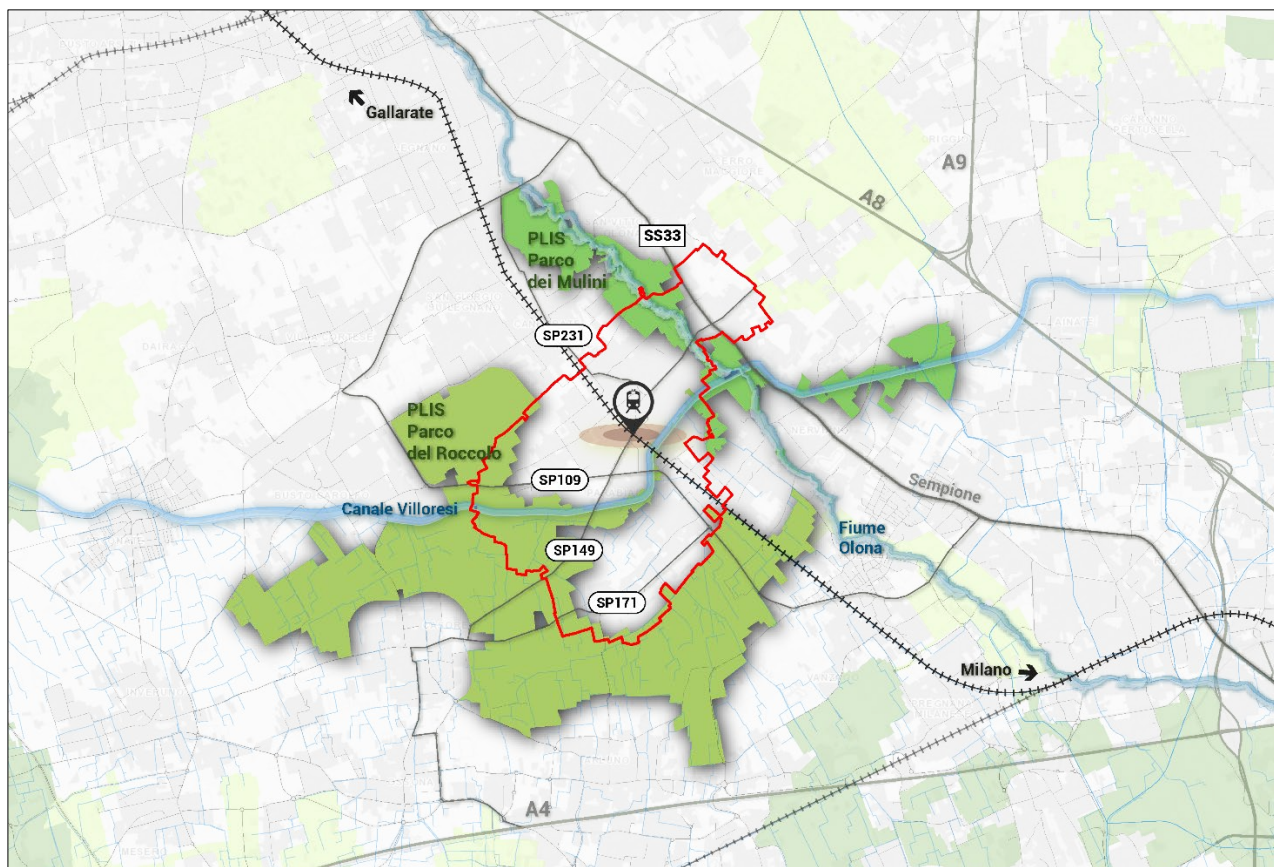 Gallarate
A9
A8
SS33
PLIS
Parco
dei Mulini
SP231
PLIS
Parco
del Roccolo
SP109
Canale Villoresi
Sempione
Fiume
Olona
SP149
SP171
Milano
A4
MESERO